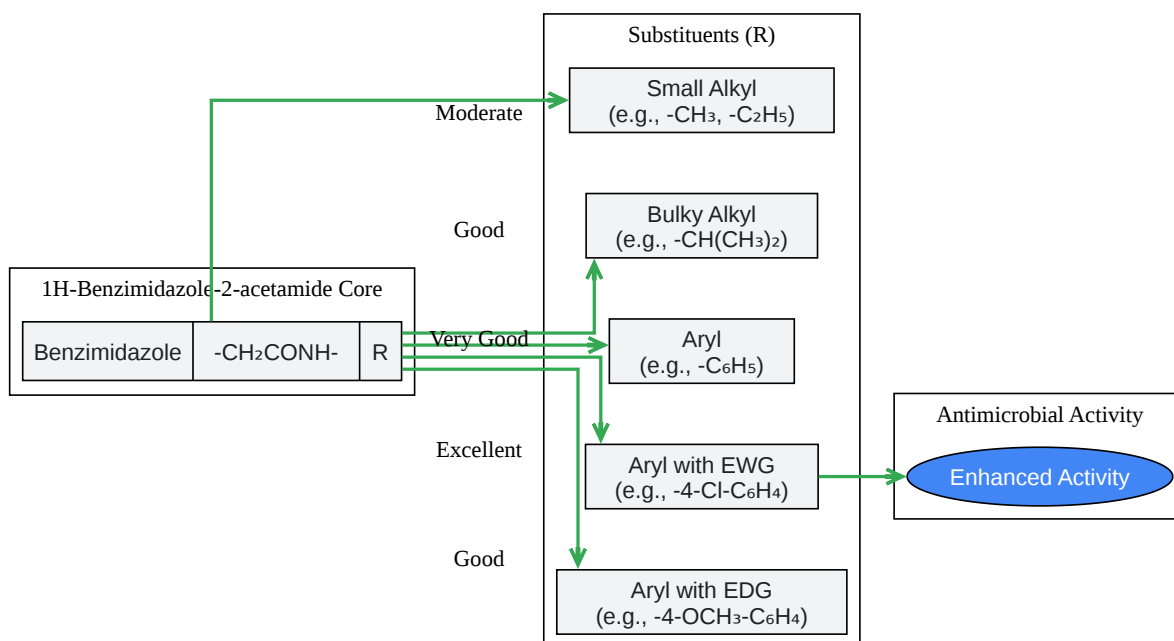 Substituents (R)
Small Alkyl
(e.g., -CH₃, -C₂H₅)
Moderate
Bulky Alkyl
(e.g., -CH(CH₃)₂)
Good
1H-Benzimidazole-2-acetamide Core
Benzimidazole
-CH₂CONH-
R
Very Good
Aryl
(e.g., -C₆H₅)
Excellent
Aryl with EWG
(e.g., -4-Cl-C₆H₄)
Antimicrobial Activity
Enhanced Activity
Good
Aryl with EDG
(e.g., -4-OCH₃-C₆H₄)